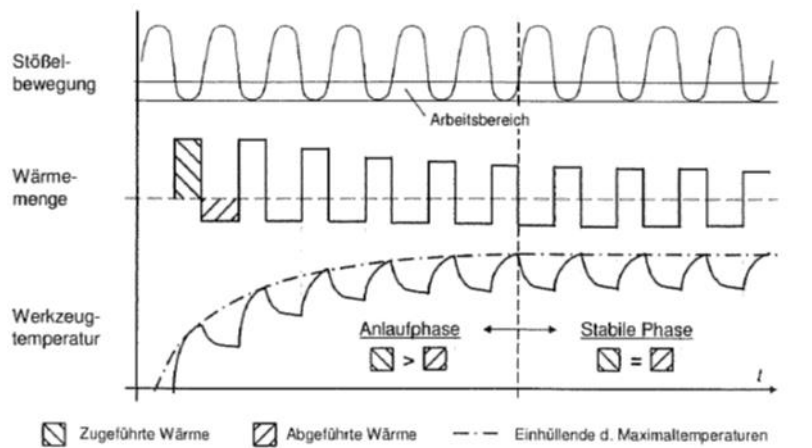 Stößel-
bewegung
Arbeitsbereich
Wärme-
menge
Werkzeug-
temperatur
Anlaufphase
Stabile Phase
>
=
t
Zugeführte Wärme
Abgeführte Wärme
Einhüllende d. Maximaltemperaturen